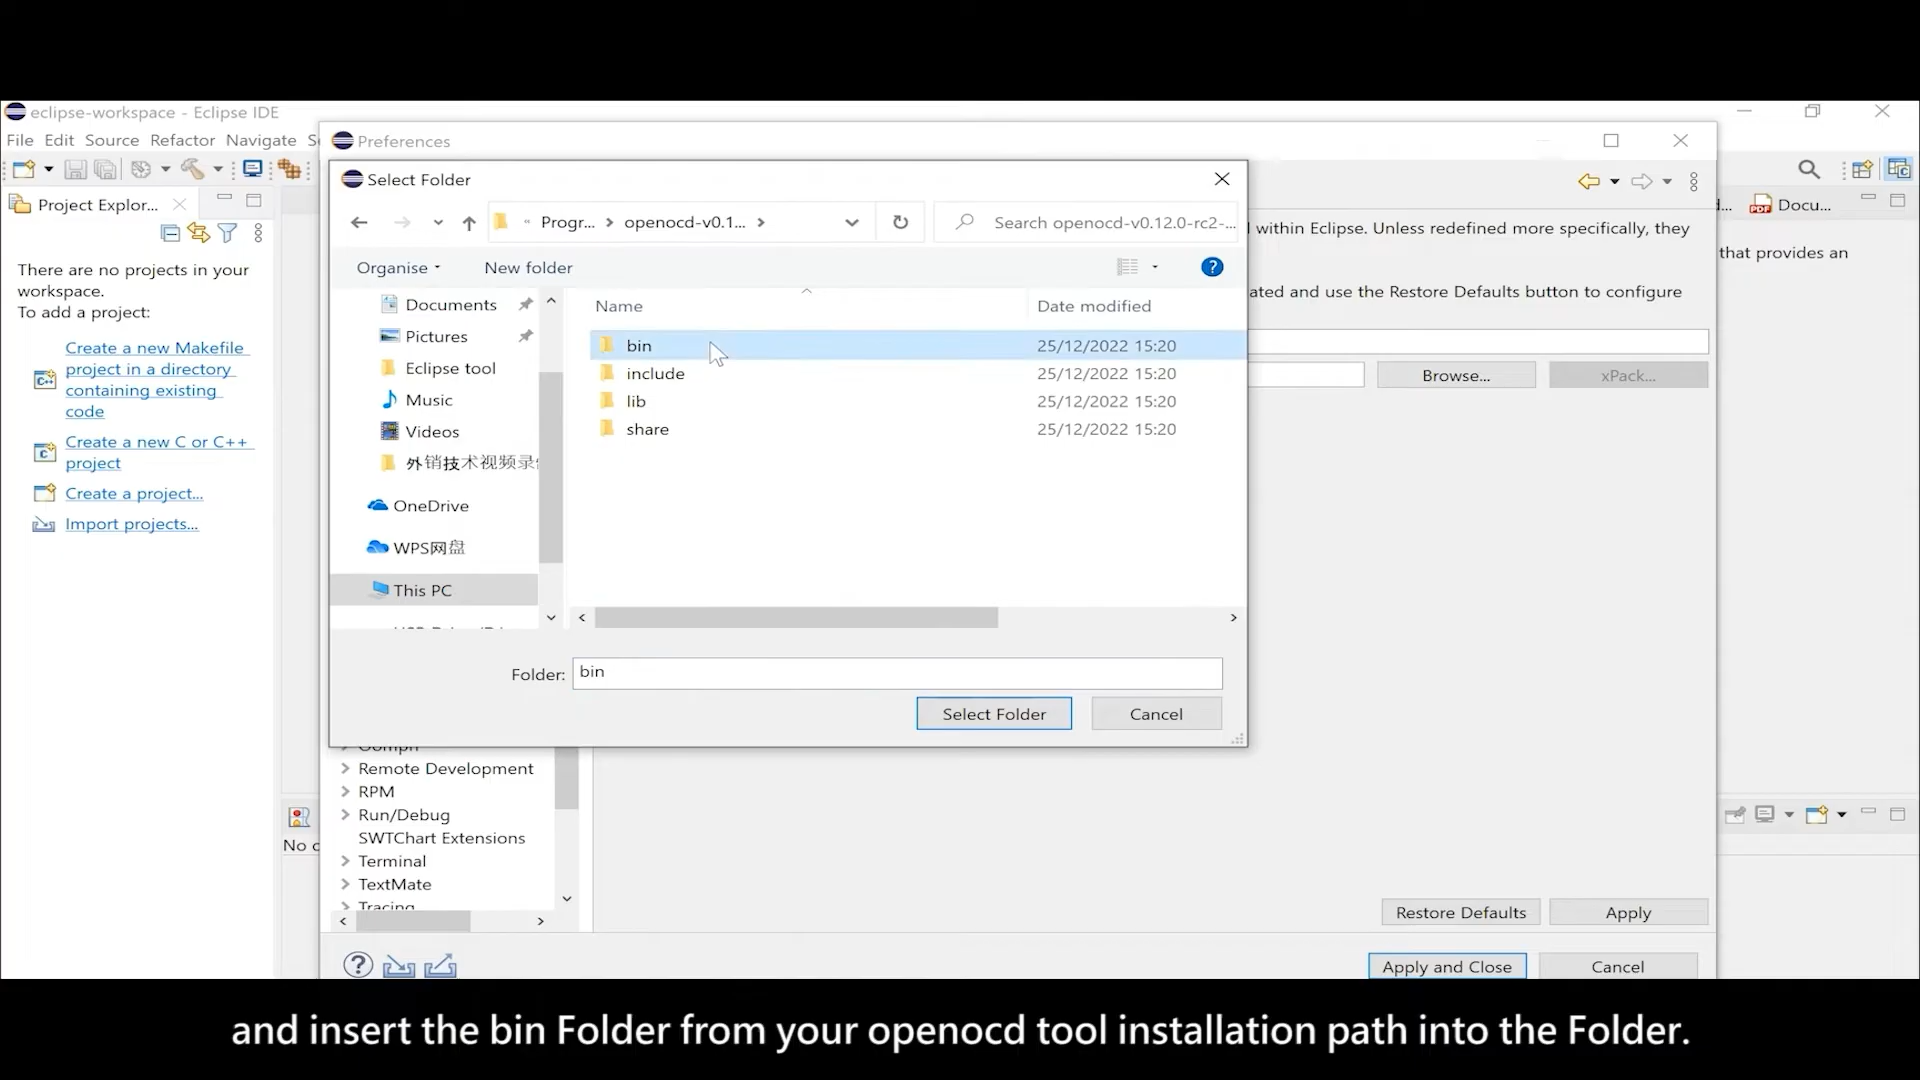 eclipse-workspace - Eclipse IDE
File Edit Source Refactor Navigate
Preferences
Select Folder
Progr... openocd-v0.1...
Search openocd-v0.12.0-rc2-...
Organise
New folder
Project Explor...
There are no projects in your
workspace.
To add a project:
Create a new Makefile
project in a directory
containing existing
code
Create a new C or C++
project
Create a project...
Import projects...
Documents
Pictures
Eclipse tool
Music
Videos
外销技术视频录
OneDrive
WPS网盘
This PC
Name Date modified
bin 25/12/2022 15:20
include 25/12/2022 15:20
lib 25/12/2022 15:20
share 25/12/2022 15:20
Folder: bin
Select Folder
Cancel
within Eclipse. Unless redefined more specifically, they
ated and use the Restore Defaults button to configure
Browse...
xPack...
PDF Docu...
that provides an
Remote Development
RPM
Run/Debug
SWTChart Extensions
Terminal
TextMate
Tracing
No c
Restore Defaults
Apply
Apply and Close
Cancel
and insert the bin Folder from your openocd tool installation path into the Folder.